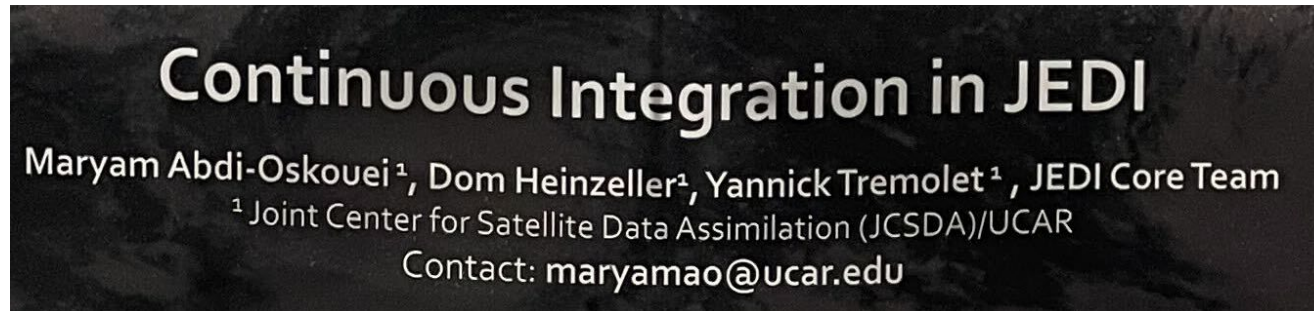 Continuous Integration in JEDI
Maryam Abdi-Oskouei ¹, Dom Heinzeller¹, Yannick Tremolet ¹ , JEDI Core Team
¹ Joint Center for Satellite Data Assimilation (JCSDA)/UCAR
Contact: maryamao@ucar.edu